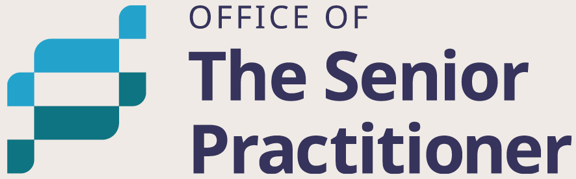 OFFICE OF
The Senior
Practitioner